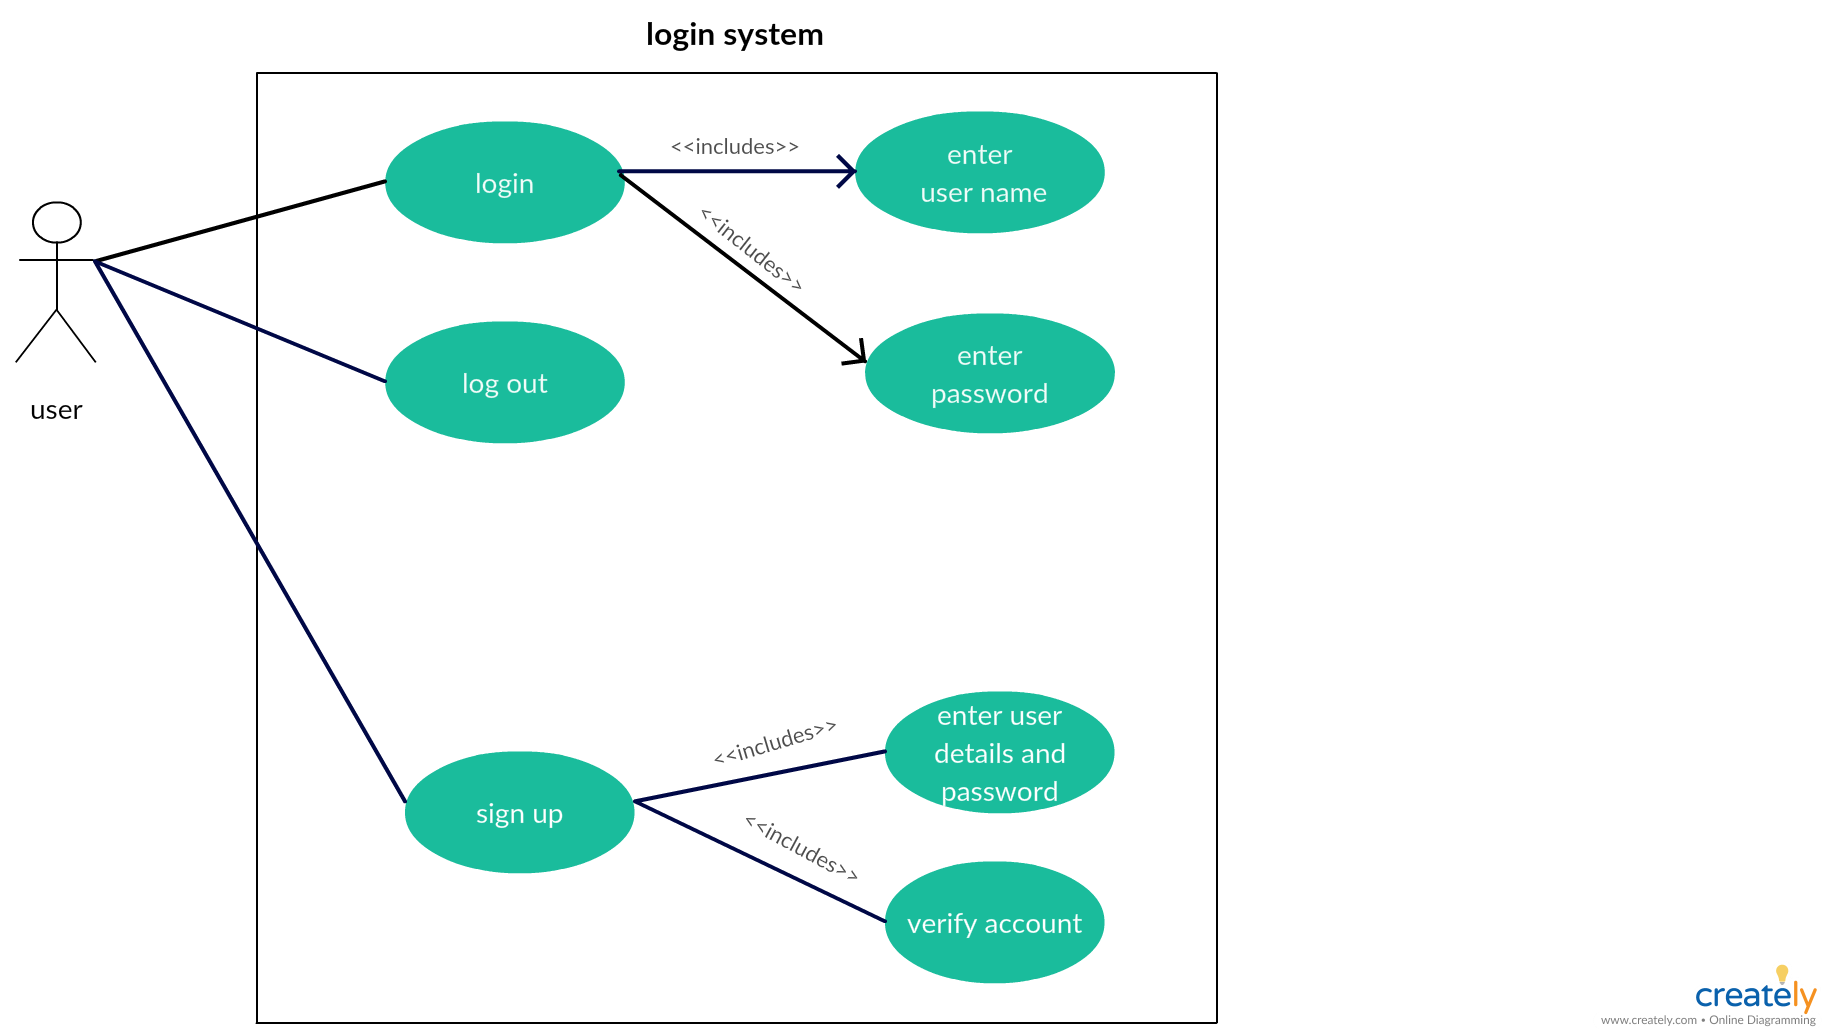 login system
login
<<includes>>
enter
user name
<<includes>>
log out
enter
password
user
sign up
<<includes>>
enter user
details and
password
<<includes>>
verify account
creately
www.creately.com • Online Diagramming